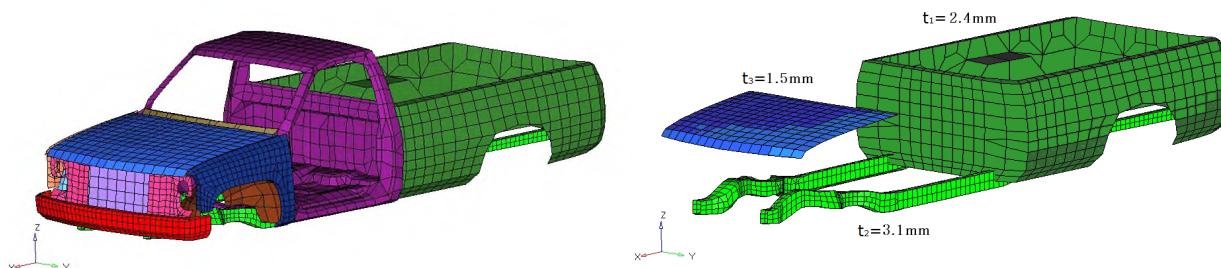 t₁=2.4mm
t₃=1.5mm
t₂=3.1mm
Z
X
Y
Z
X
Y